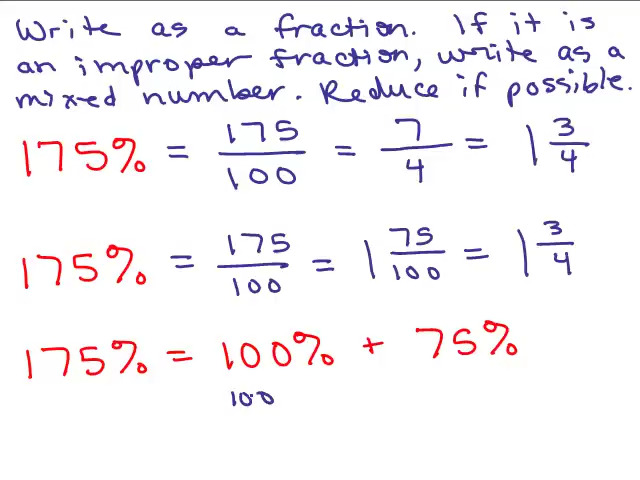 Write as a fraction. If it is
an improper fraction, write as a
mixed number. Reduce if possible.
175% = 175/100 = 7/4 = 1 3/4
175% = 175/100 = 1 75/100 = 1 3/4
175% = 100% + 75%
100